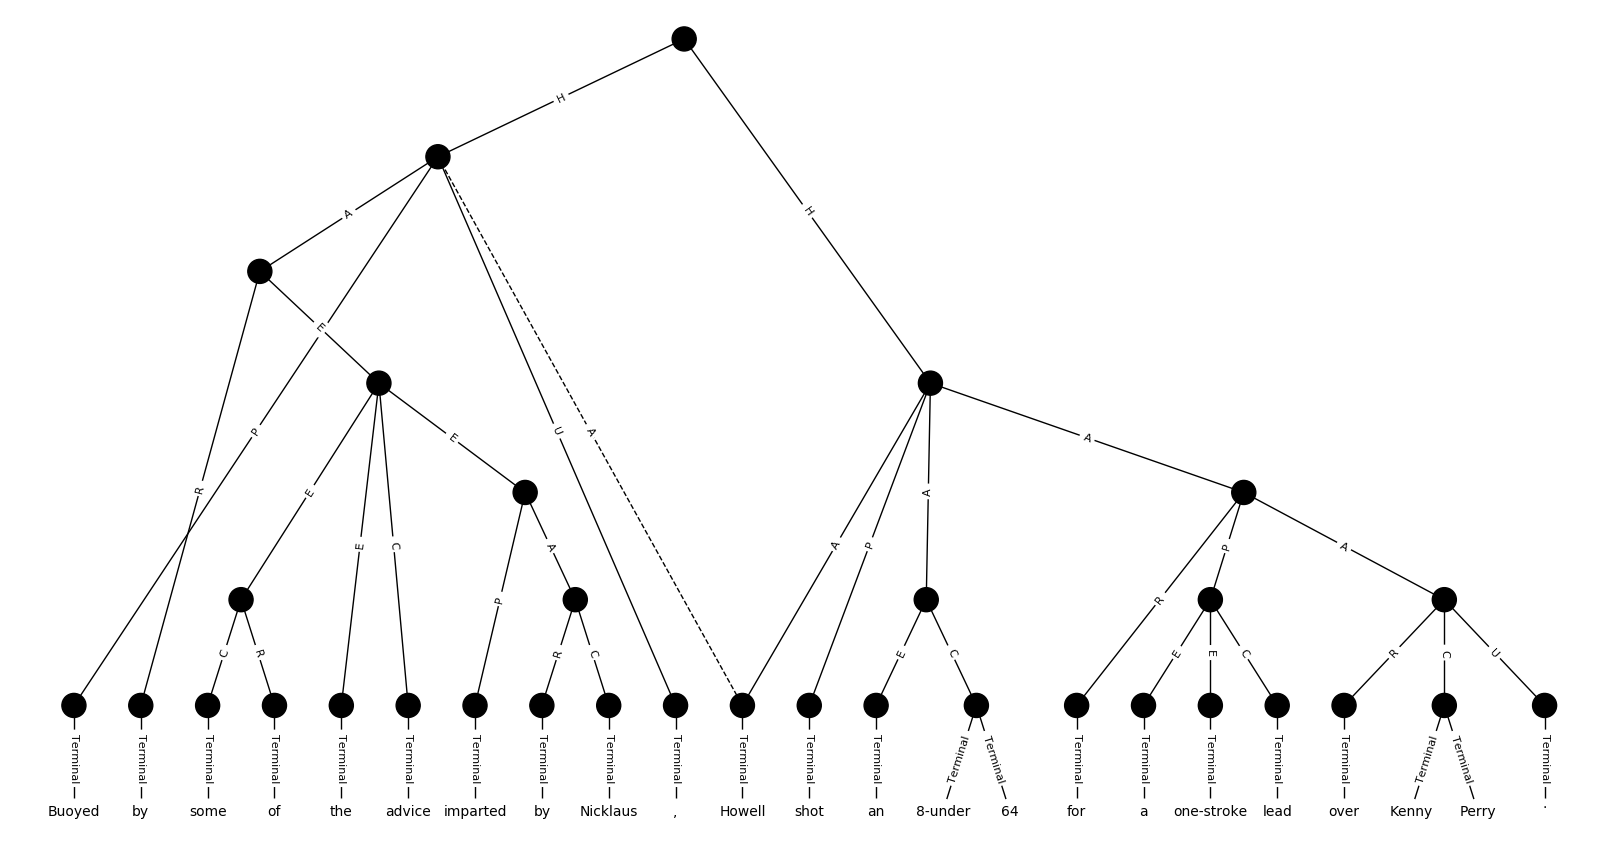 H
A
H
E
P
R
E
E
E
C
U
A
A
P
A
A
C
R
P
A
R
C
E
C
R
P
A
E
E
C
R
C
U
Terminal Terminal Terminal Terminal Terminal Terminal Terminal Terminal Terminal Terminal Terminal Terminal Terminal Terminal Terminal Terminal Terminal Terminal Terminal Terminal Terminal Terminal Terminal
Buoyed by some of the advice imparted by Nicklaus , Howell shot an 8-under 64 for a one-stroke lead over Kenny Perry .